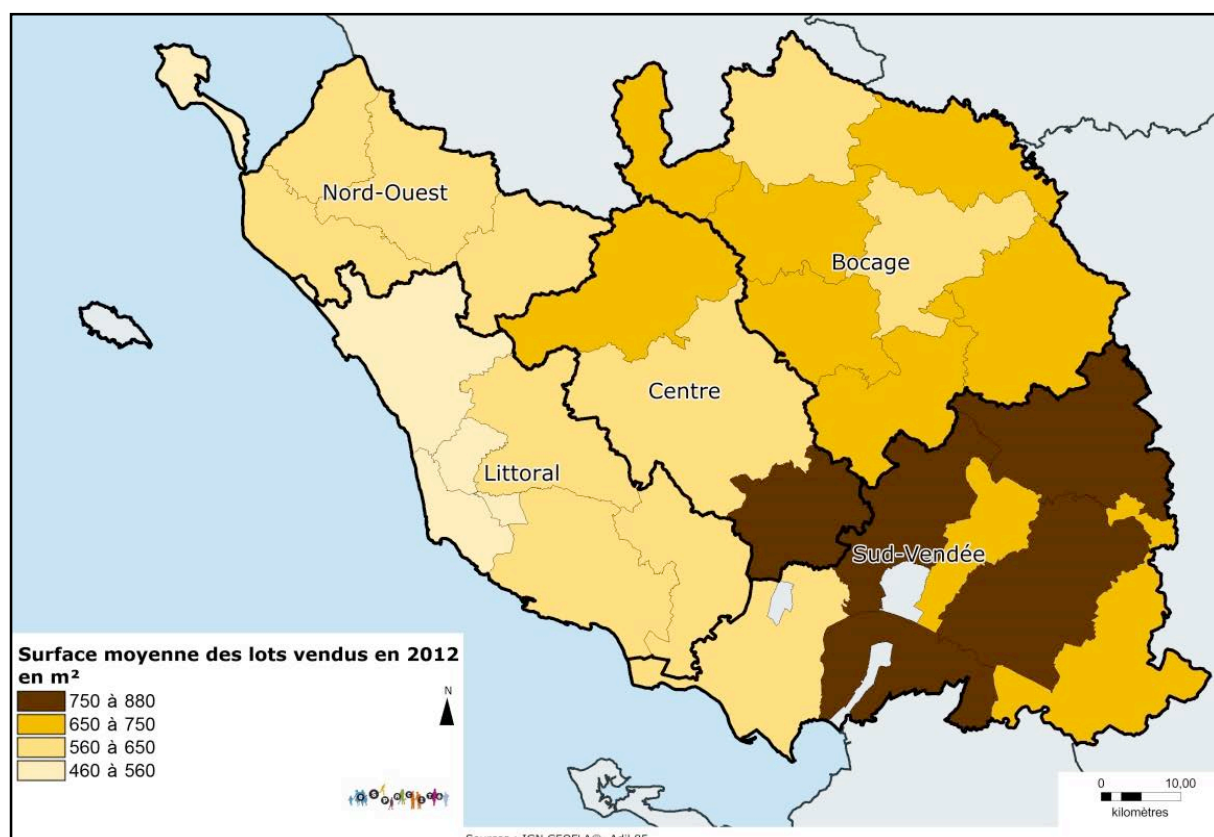 Nord-Ouest
Bocage
Centre
Littoral
Sud-Vendée
Surface moyenne des lots vendus en 2012
en m²
750 à 880
650 à 750
560 à 650
460 à 560
N
0 10,00
kilomètres